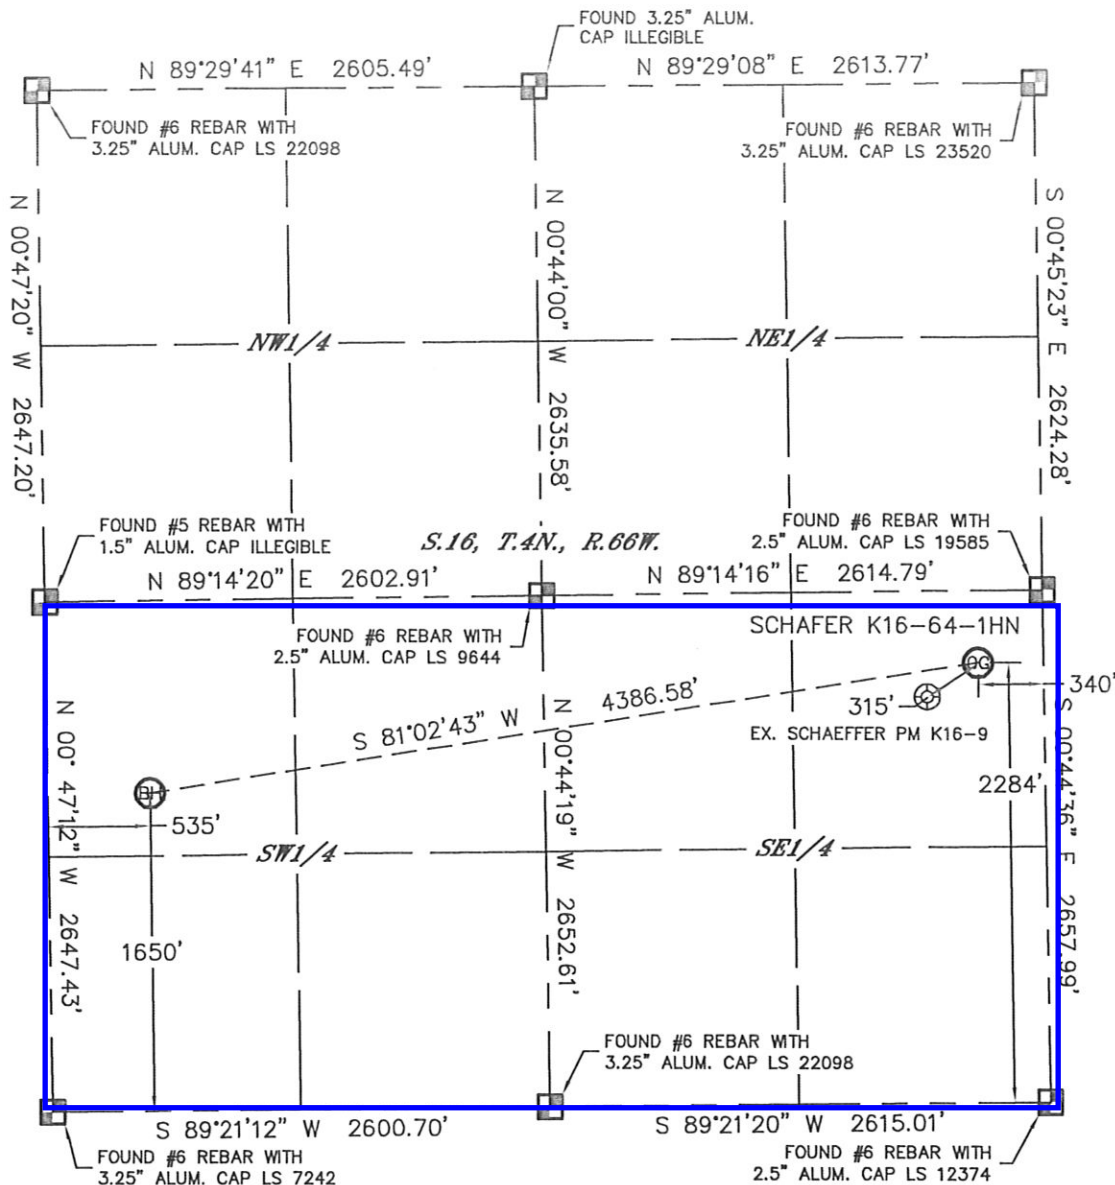 FOUND 3.25" ALUM.
CAP ILLEGIBLE
N 89°29'41" E 2605.49'
N 89°29'08" E 2613.77'
FOUND #6 REBAR WITH
3.25" ALUM. CAP LS 22098
FOUND #6 REBAR WITH
3.25" ALUM. CAP LS 23520
N 00°47'20" W 2647.20'
N 00°44'00" W 2635.58'
S 00°45'23" E 2624.28'
NW1/4
NE1/4
FOUND #5 REBAR WITH
1.5" ALUM. CAP ILLEGIBLE
S.16, T.4N., R.66W.
FOUND #6 REBAR WITH
2.5" ALUM. CAP LS 19585
N 89°14'20" E 2602.91'
N 89°14'16" E 2614.79'
FOUND #6 REBAR WITH
2.5" ALUM. CAP LS 9644
SCHAFER K16-64-1HN
OG
340'
315'
EX. SCHAEFFER PM K16-9
S 81°02'43" W 4386.58'
N 00°47'12" W 2647.43'
N 00°44'19" W 2652.61'
S 00°44'36" E 2657.99'
BH
535'
2284'
SW1/4
SE1/4
1650'
FOUND #6 REBAR WITH
3.25" ALUM. CAP LS 22098
S 89°21'12" W 2600.70'
S 89°21'20" W 2615.01'
FOUND #6 REBAR WITH
3.25" ALUM. CAP LS 7242
FOUND #6 REBAR WITH
2.5" ALUM. CAP LS 12374